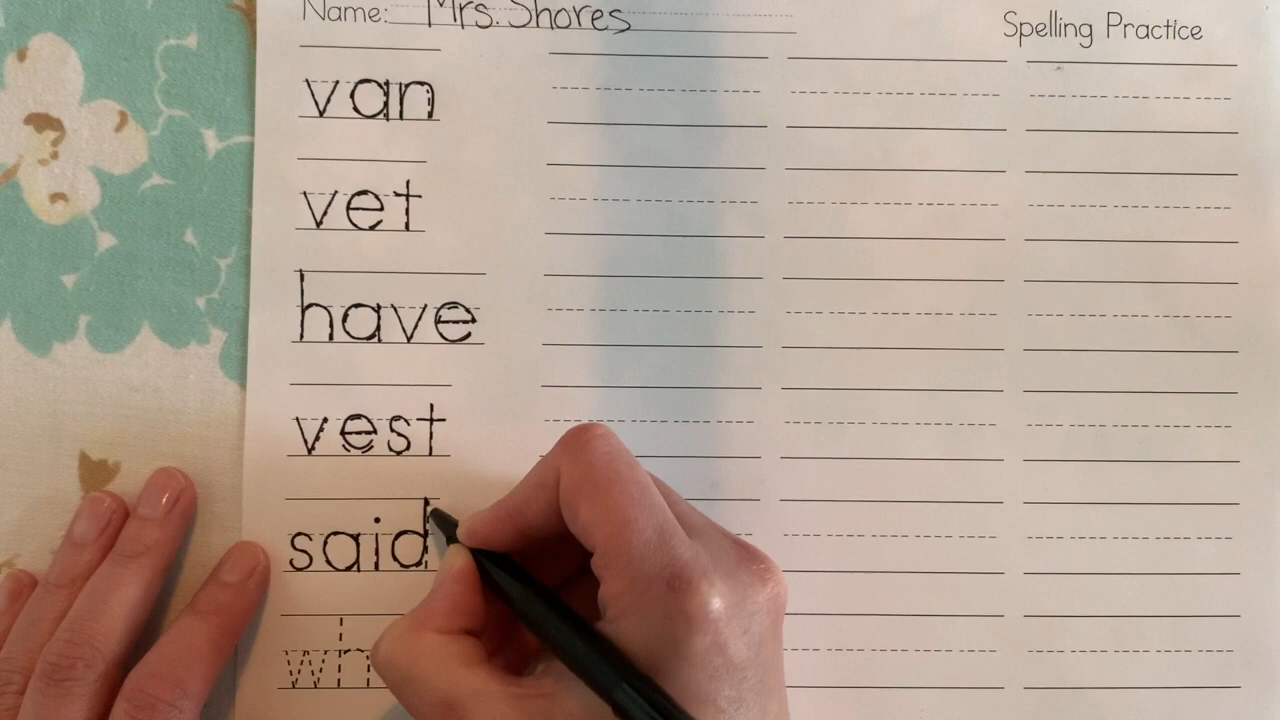 Name: Mrs. Shores
Spelling Practice
van
vet
have
vest
said